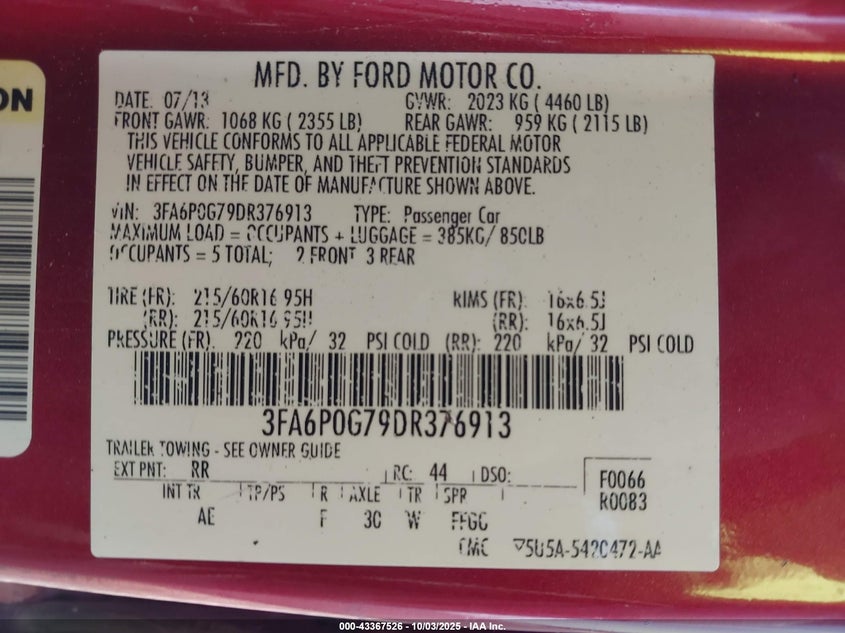 ON
MFD. BY FORD MOTOR CO.
DATE: 07/13 GVWR: 2023 KG ( 4460 LB)
FRONT GAWR: 1068 KG ( 2355 LB) REAR GAWR: 959 KG ( 2115 LB)
THIS VEHICLE CONFORMS TO ALL APPLICABLE FEDERAL MOTOR
VEHICLE SAFETY, BUMPER, AND THEFT PREVENTION STANDARDS
IN EFFECT ON THE DATE OF MANUFACTURE SHOWN ABOVE.
VIN: 3FA6P0G79DR376913 TYPE: Passenger Car
MAXIMUM LOAD = OCCUPANTS + LUGGAGE = 385KG/ 850LB
OCCUPANTS = 5 TOTAL; 2 FRONT 3 REAR
TIRE (FR): 215/60R16 95H RIMS (FR): 16x6.5J
(RR): 215/60R16 95H (RR): 16x6.5J
PRESSURE (FR): 220 kPa/ 32 PSI COLD (RR): 220 kPa/ 32 PSI COLD
3FA6P0G79DR376913
TRAILER TOWING - SEE OWNER GUIDE
EXT PNT: RR RC: 44 DSO: F0066
INT TR TP/PS R AXLE TR SPR R0083
AE F 30 W FFGC
CMC 5U5A-5420472-AA
000-43367526 - 10/03/2025 - IAA Inc.